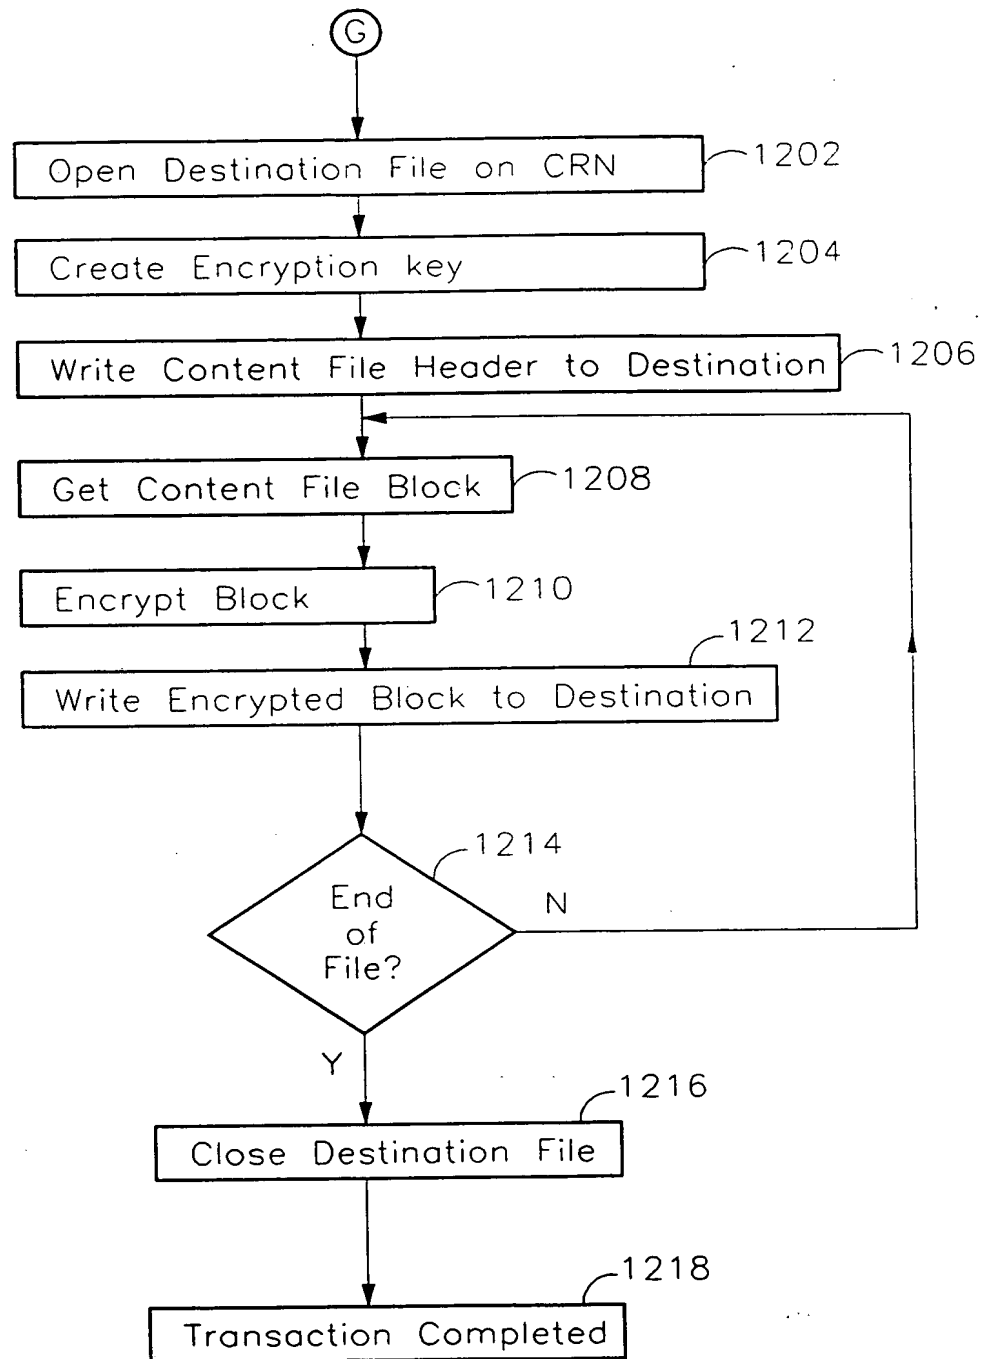 G
Open Destination File on CRN
1202
Create Encryption key
1204
Write Content File Header to Destination
1206
Get Content File Block
1208
Encrypt Block
1210
Write Encrypted Block to Destination
1212
End
of
File?
1214
N
Y
Close Destination File
1216
Transaction Completed
1218